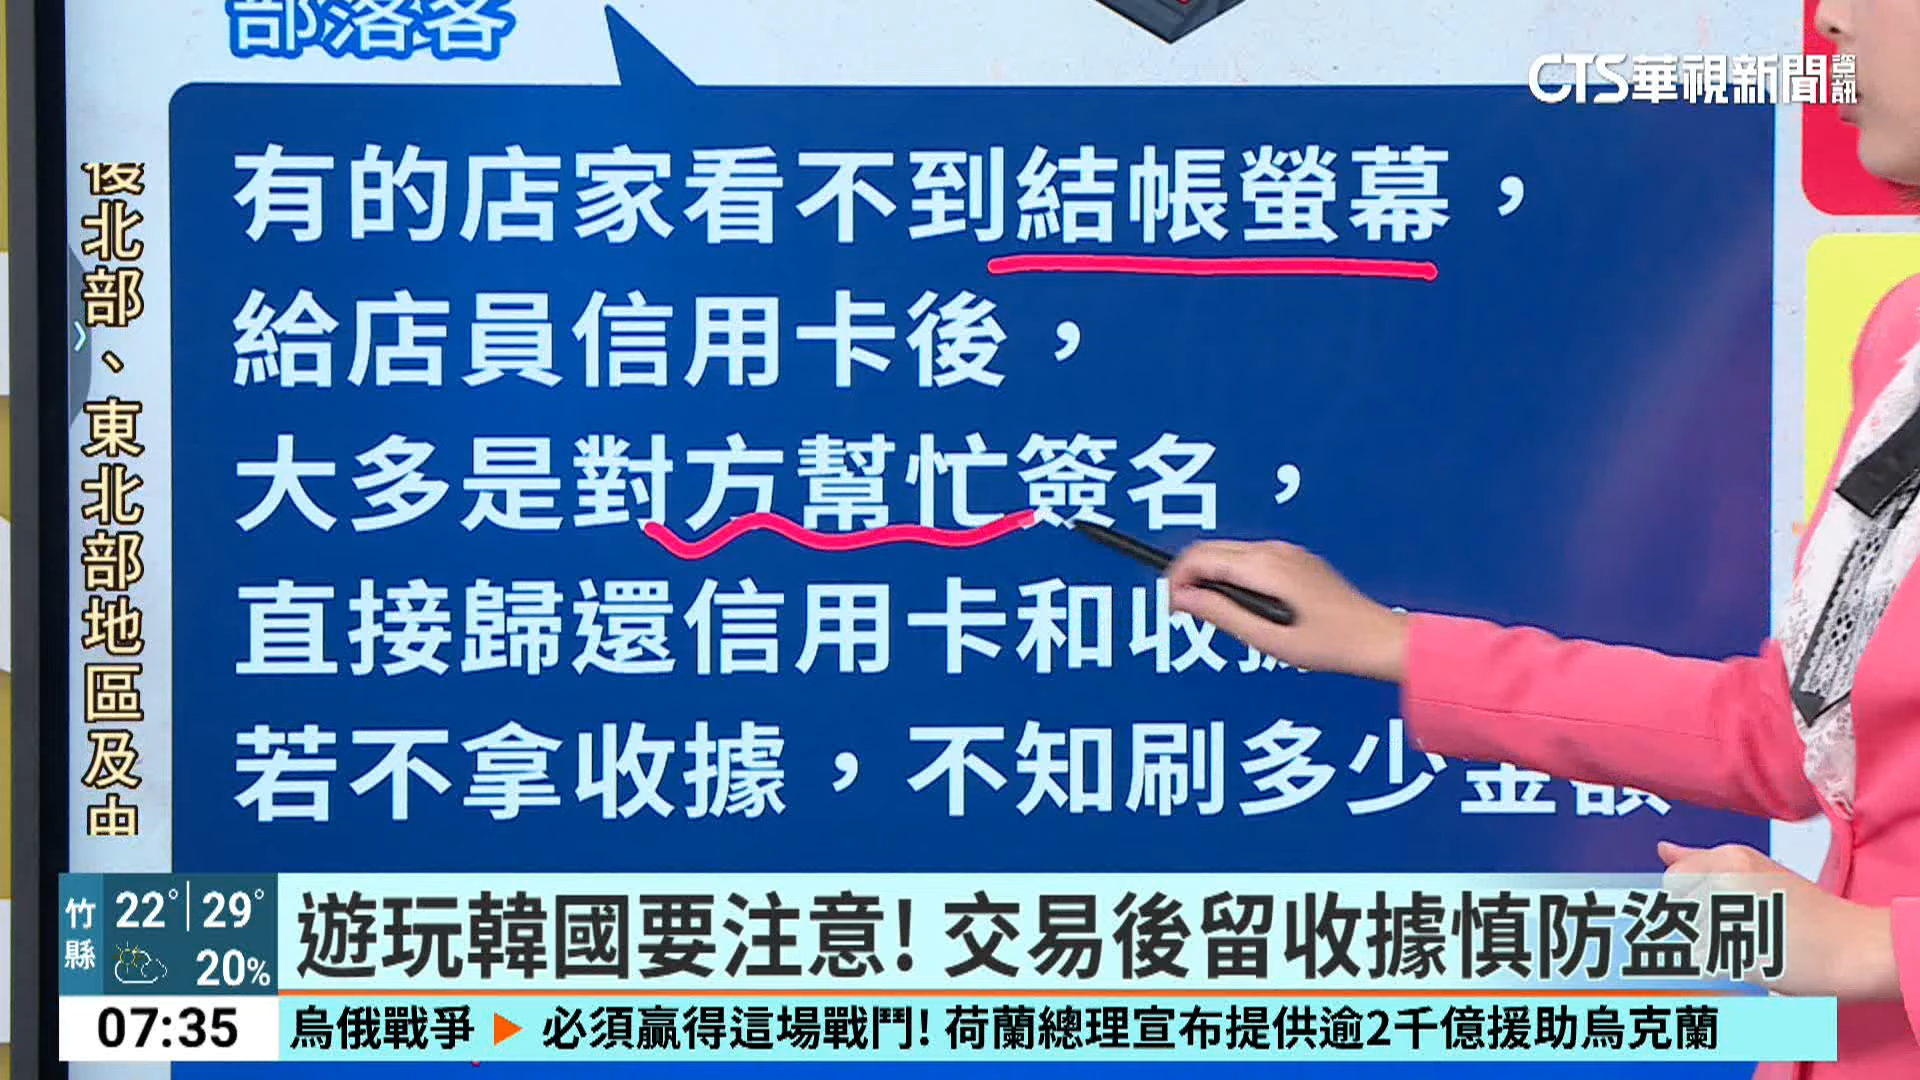 部落客
CTS華視新聞資訊
有的店家看不到結帳螢幕，
給店員信用卡後，
大多是對方幫忙簽名，
直接歸還信用卡和收據
若不拿收據，不知刷多少金額
後北部、東北部地區及由
竹縣
22°|29°
20%
07:35
遊玩韓國要注意！交易後留收據慎防盜刷
烏俄戰爭 ▶ 必須贏得這場戰鬥！荷蘭總理宣布提供逾2千億援助烏克蘭